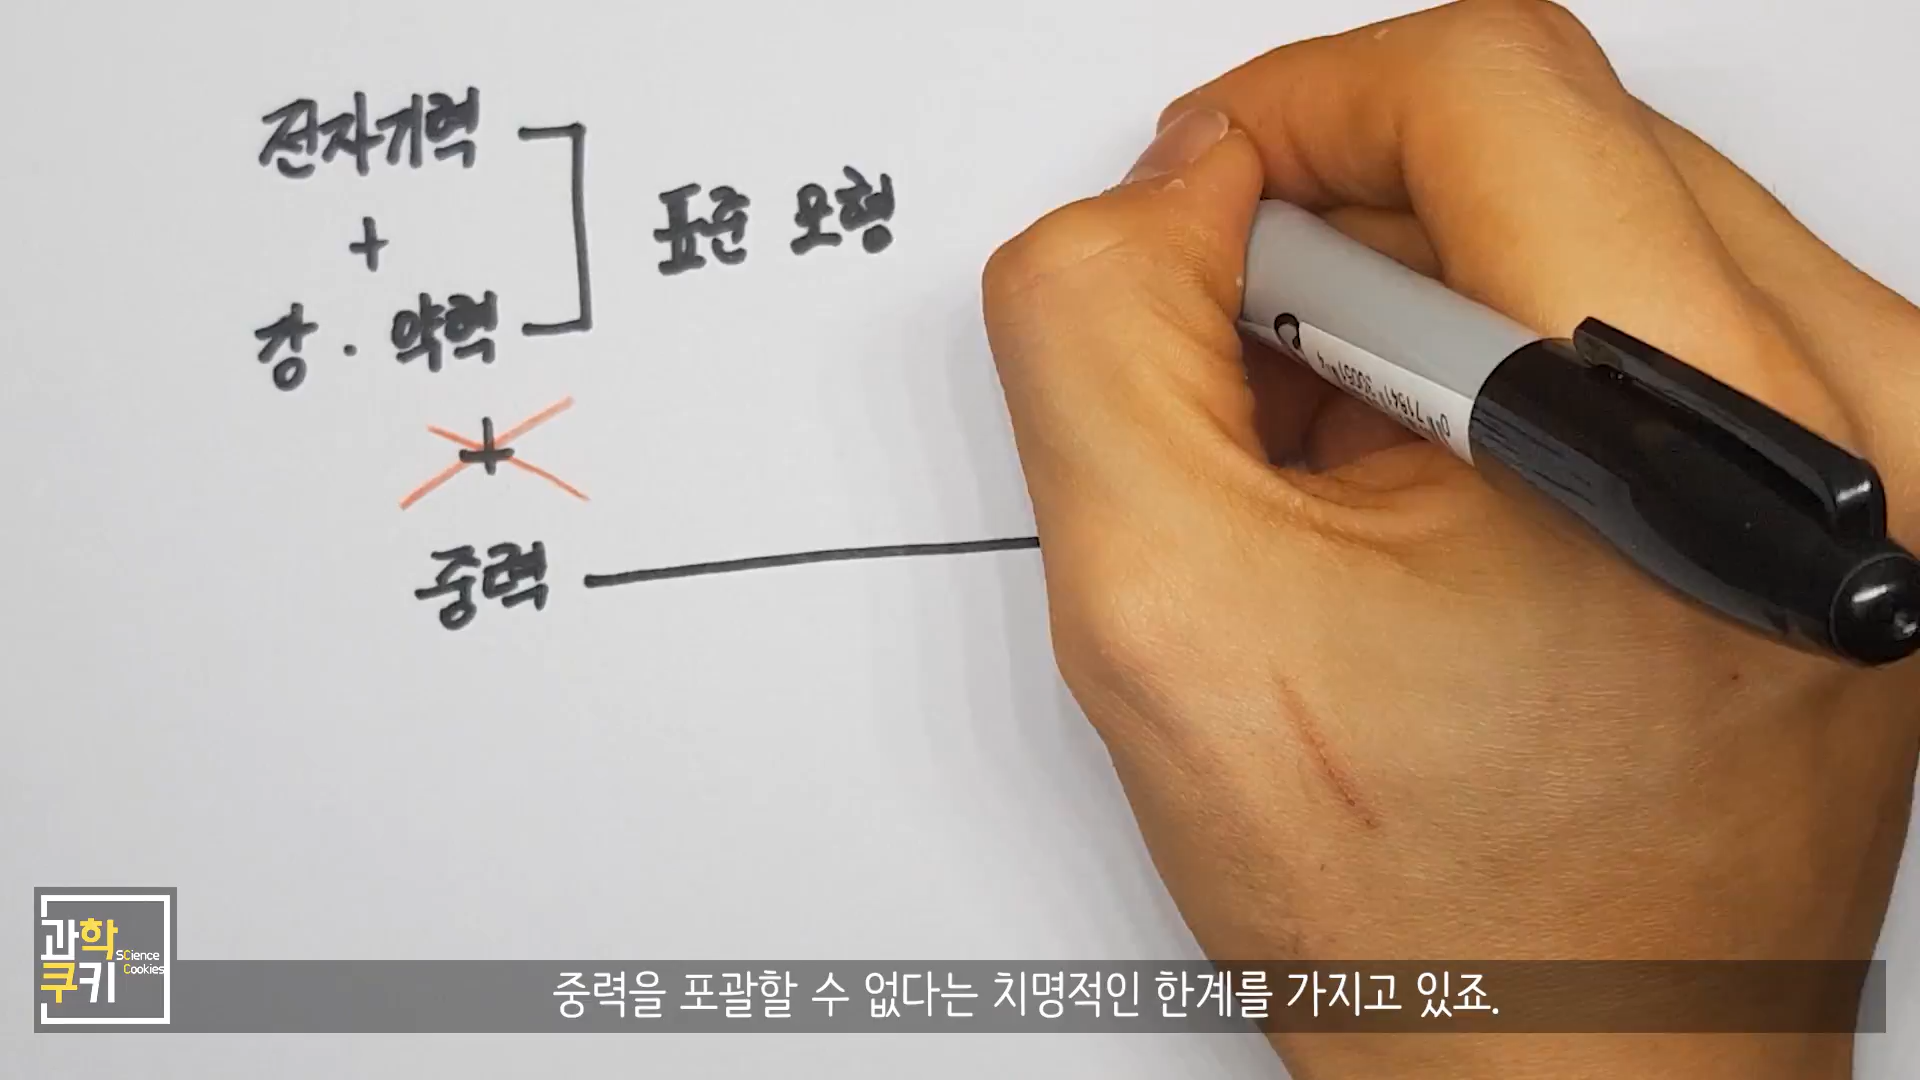 전자기력
+
강 · 약력
표준 모형
+
중력
과학
쿠키
Science
Cookies
중력을 포괄할 수 없다는 치명적인 한계를 가지고 있죠.